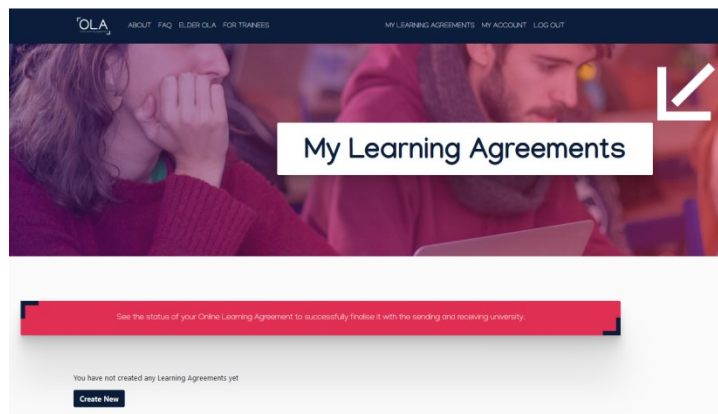 OLA ABOUT FAQ ELDER OLA FOR TRAINEES MY LEARNING AGREEMENTS MY ACCOUNT LOG OUT
My Learning Agreements
See the status of your Online Learning Agreement to successfully finalise it with the sending and receiving university.
You have not created any Learning Agreements yet
Create New